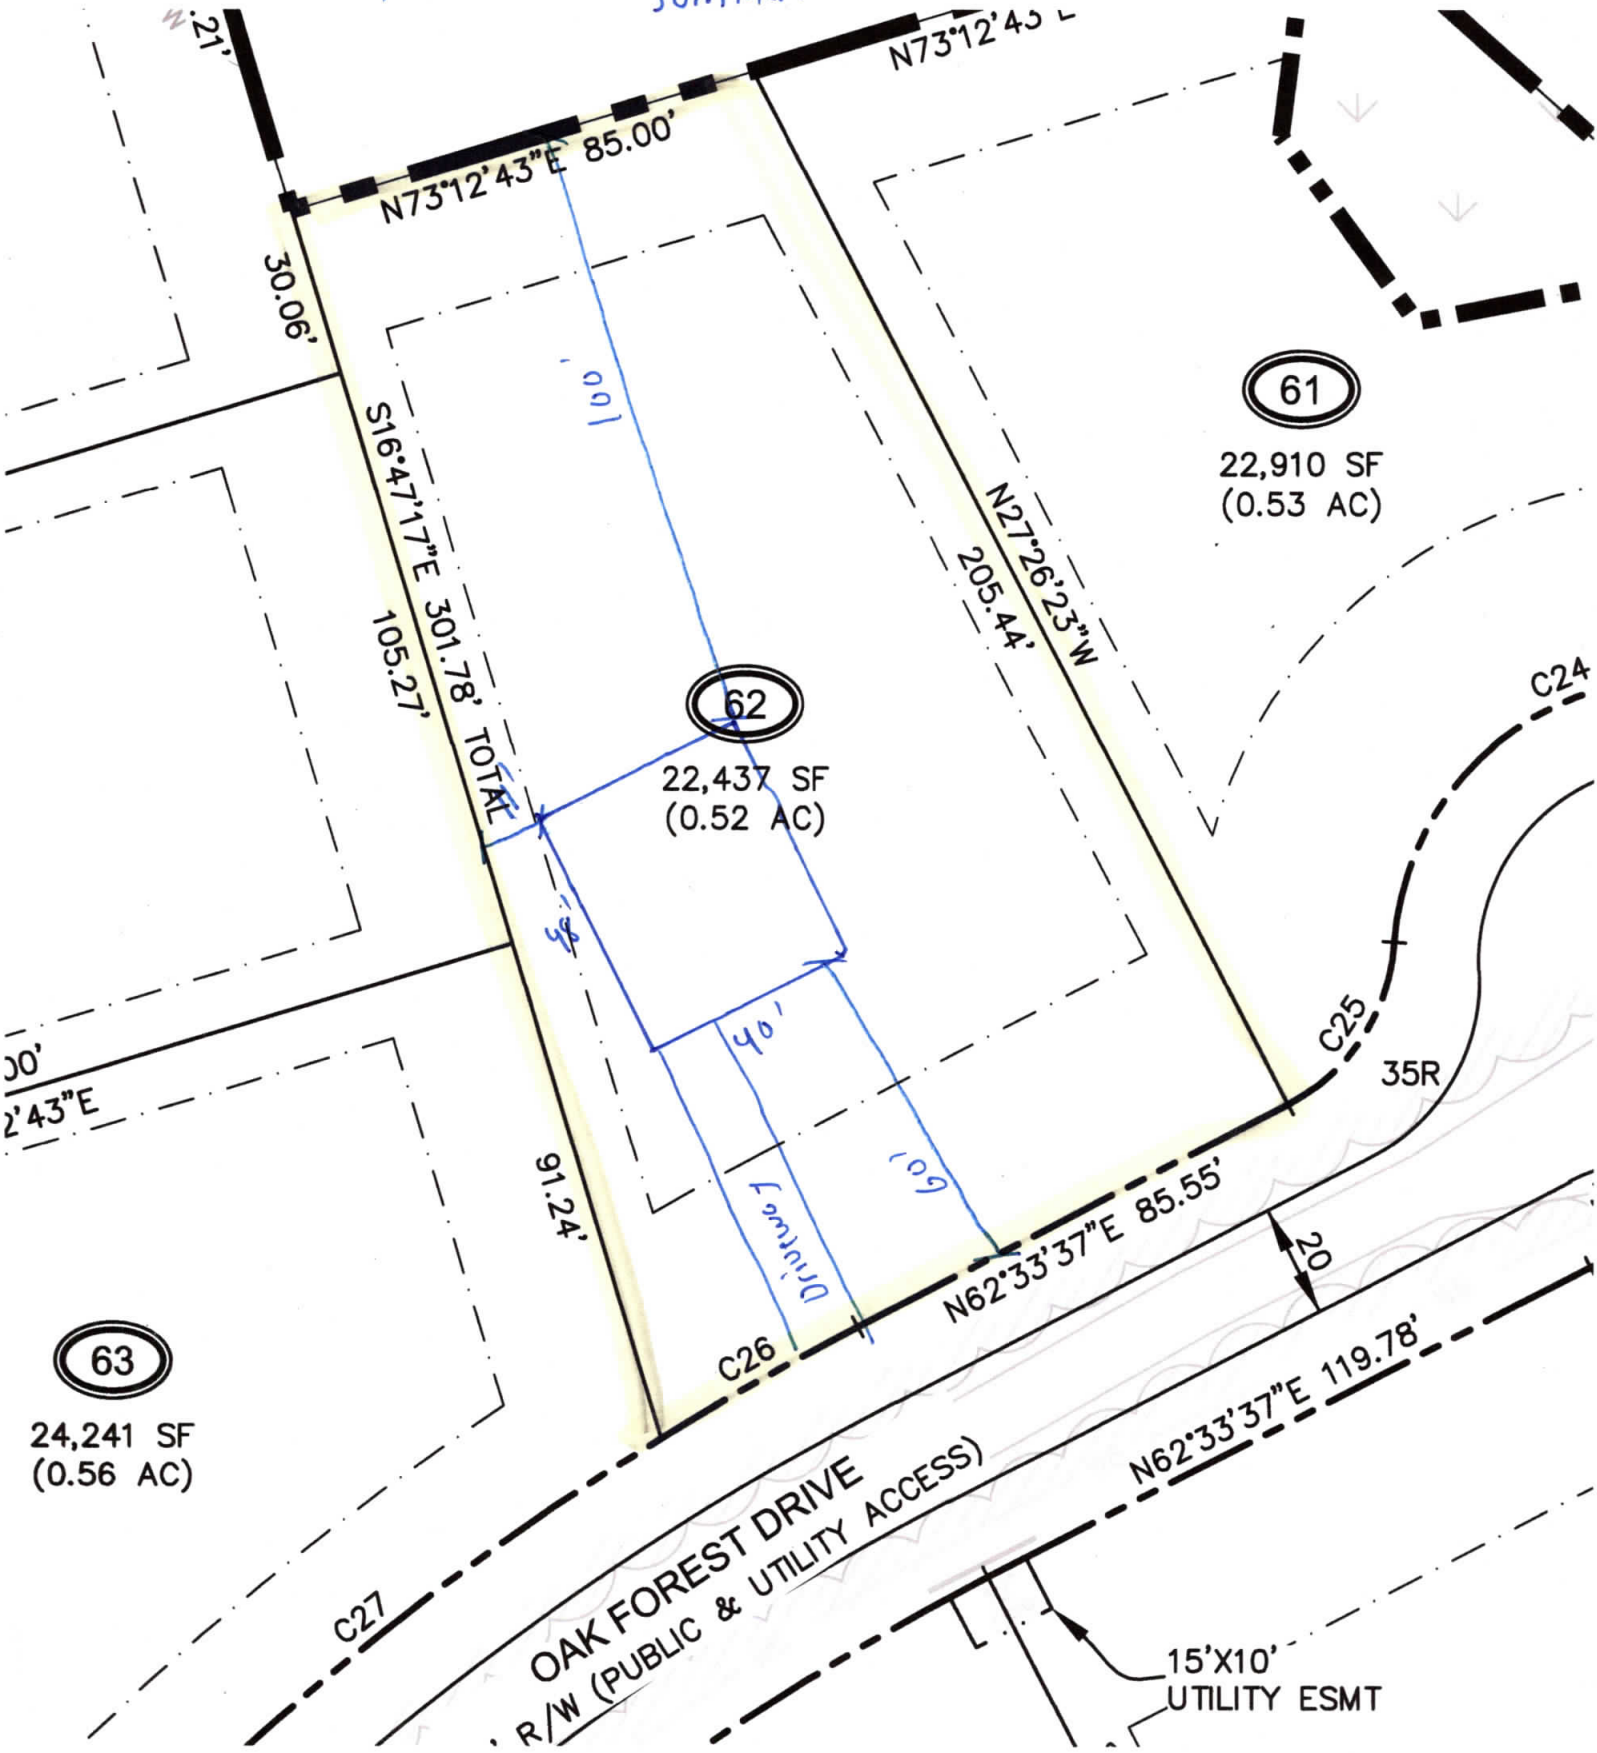 .21'
N73°12'43"E 85.00'
30.06'
100'
61
22,910 SF
(0.53 AC)
S16°47'17"E 301.78' TOTAL
105.27'
N27°26'23"W
205.44'
62
22,437 SF
(0.52 AC)
C24
40'
C25
35R
00'
2'43"E
91.24'
60'
Driveway
N62°33'37"E 85.55'
20
C26
63
24,241 SF
(0.56 AC)
N62°33'37"E 119.78'
C27
OAK FOREST DRIVE
' R/W (PUBLIC & UTILITY ACCESS)
15'X10'
UTILITY ESMT